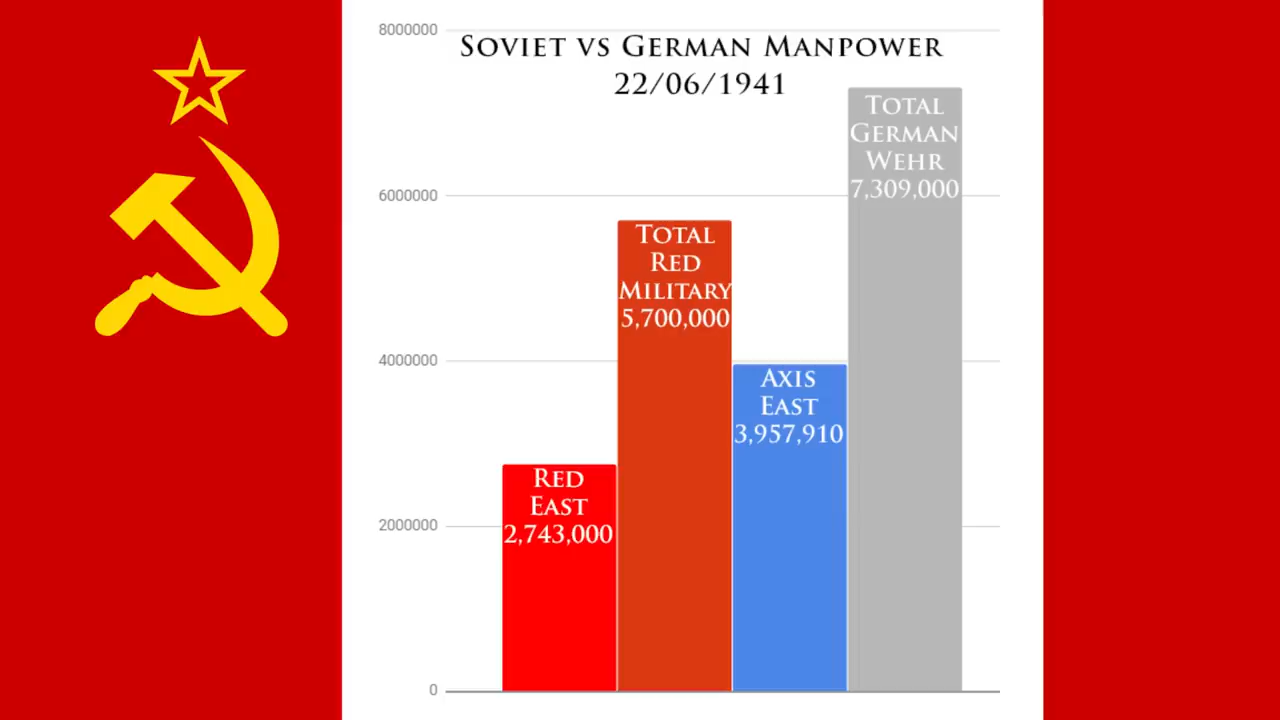 8000000
SOVIET VS GERMAN MANPOWER
22/06/1941
TOTAL
GERMAN
WEHR
7,309,000
6000000
TOTAL
RED
MILITARY
5,700,000
4000000
AXIS
EAST
3,957,910
RED
EAST
2,743,000
2000000
0